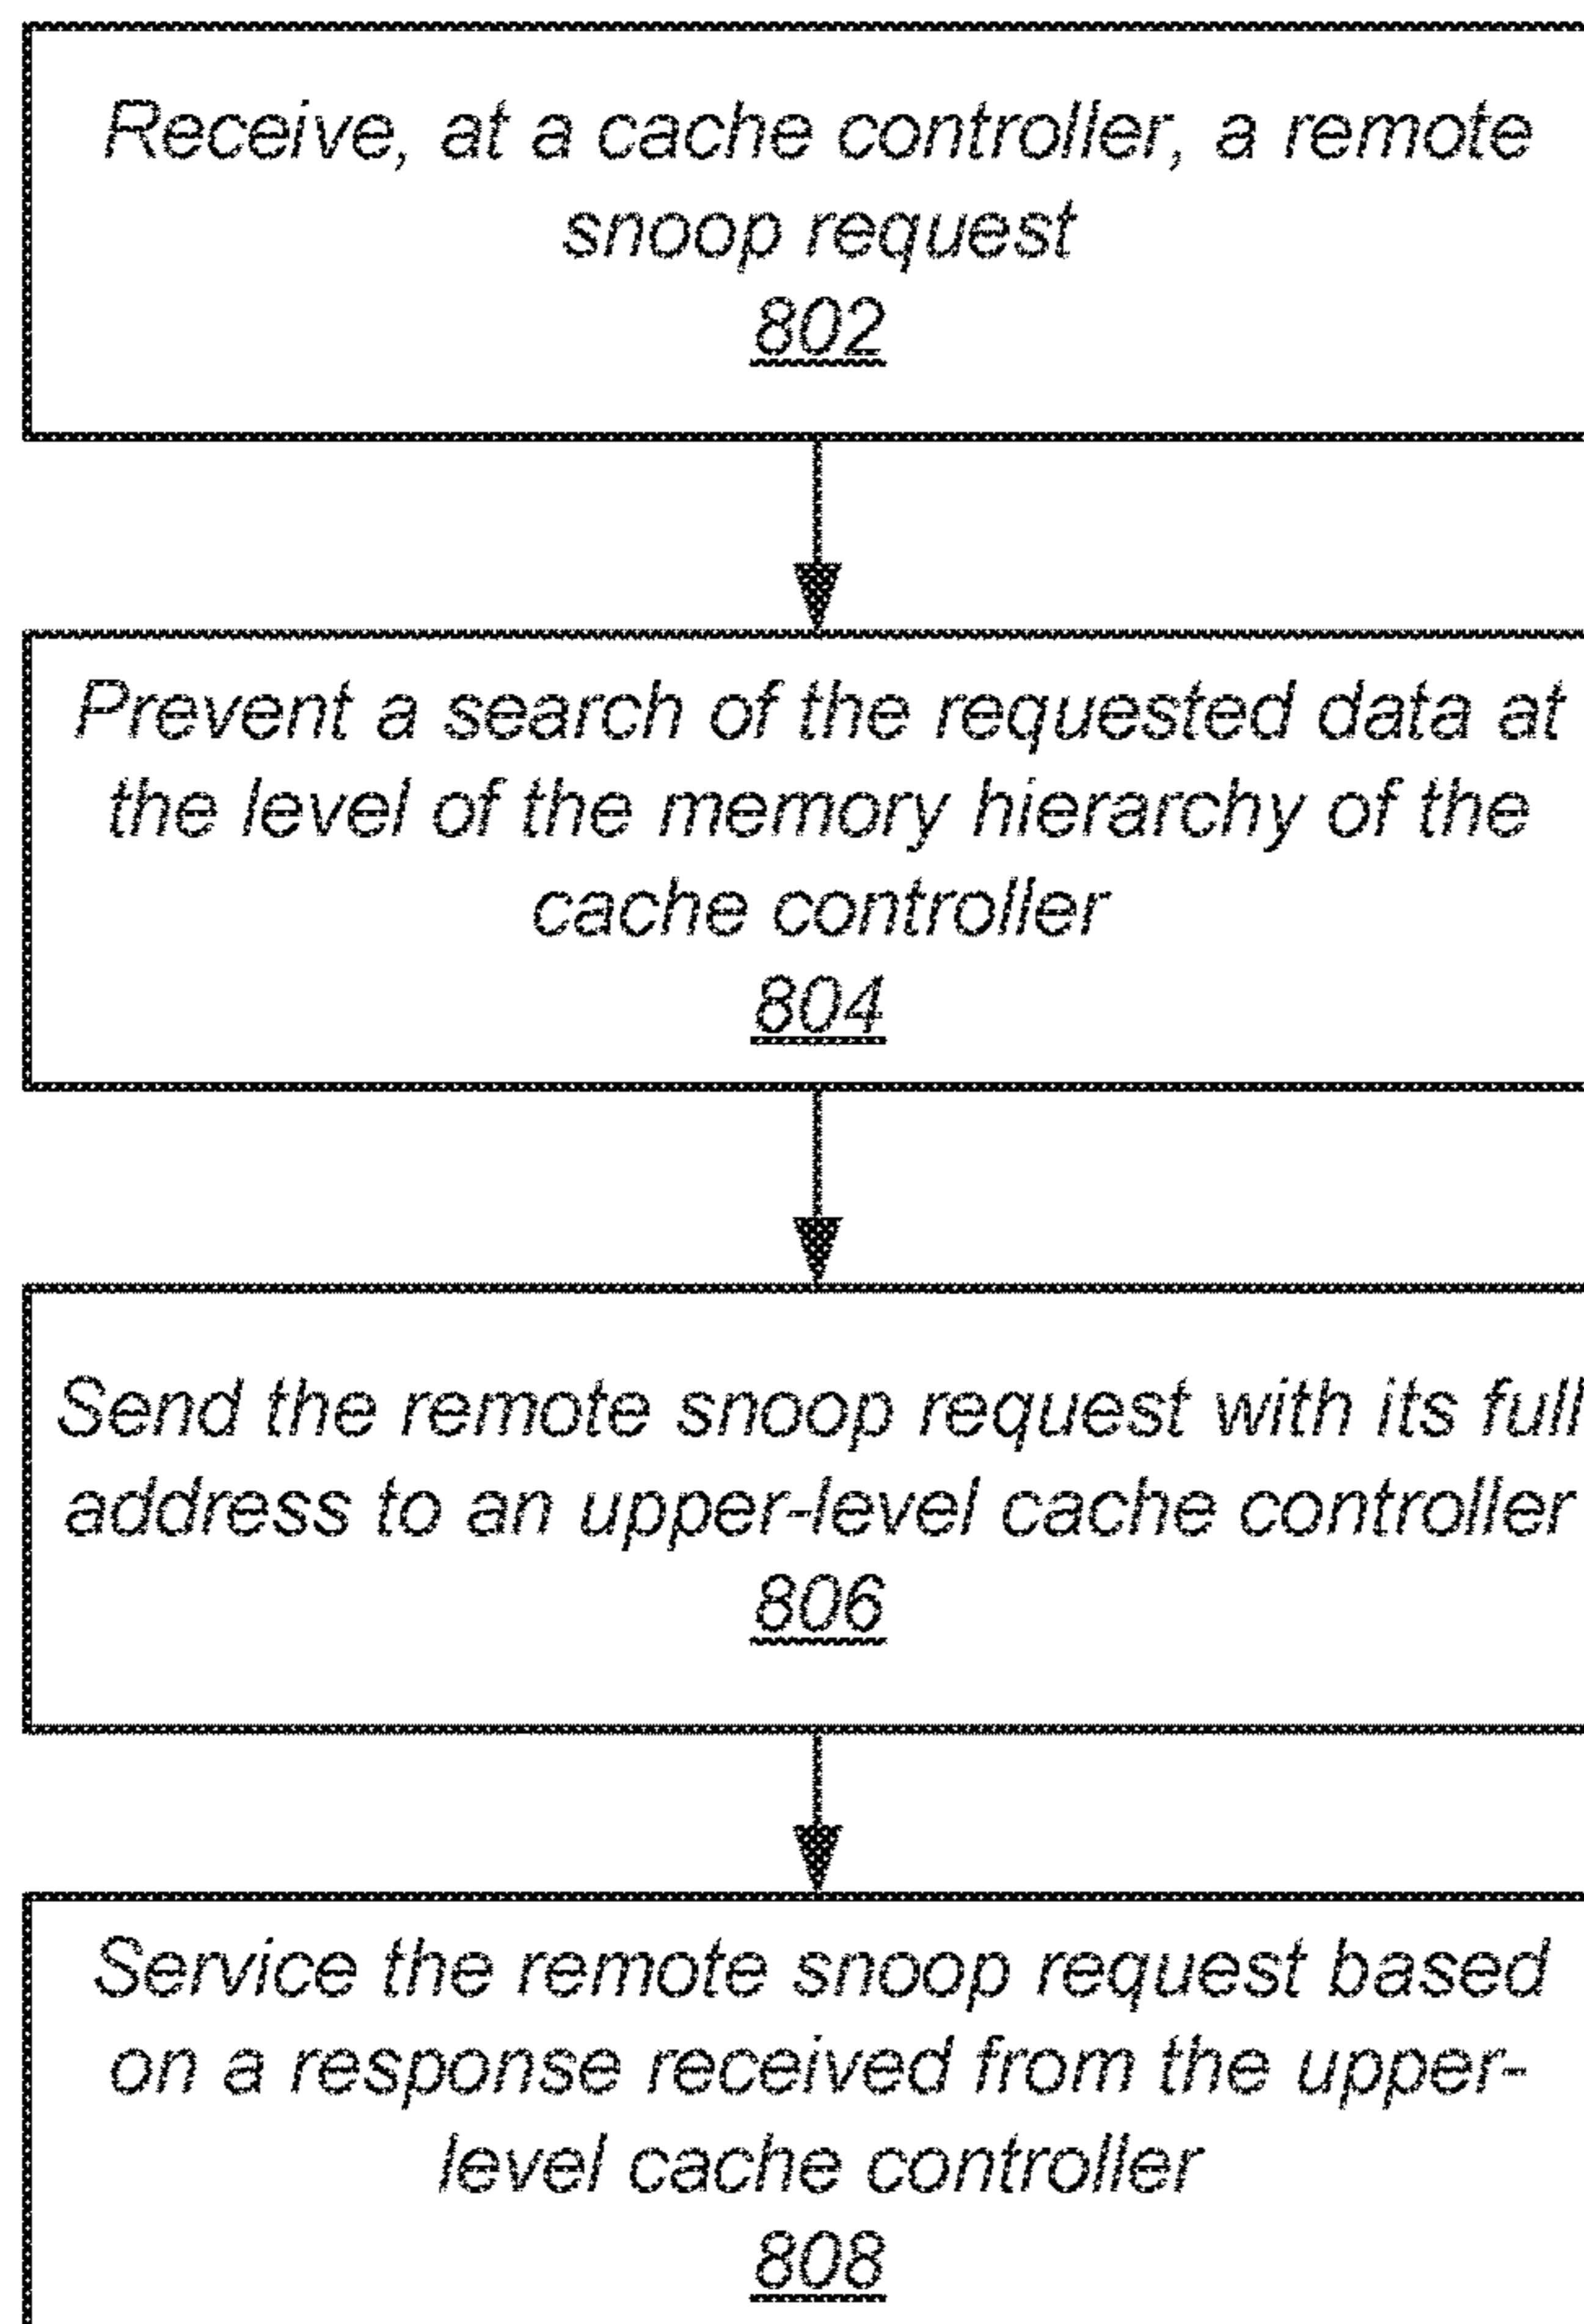 Receive, at a cache controller, a remote
snoop request
802
Prevent a search of the requested data at
the level of the memory hierarchy of the
cache controller
804
Send the remote snoop request with its full
address to an upper-level cache controller
806
Service the remote snoop request based
on a response received from the upper-
level cache controller
808